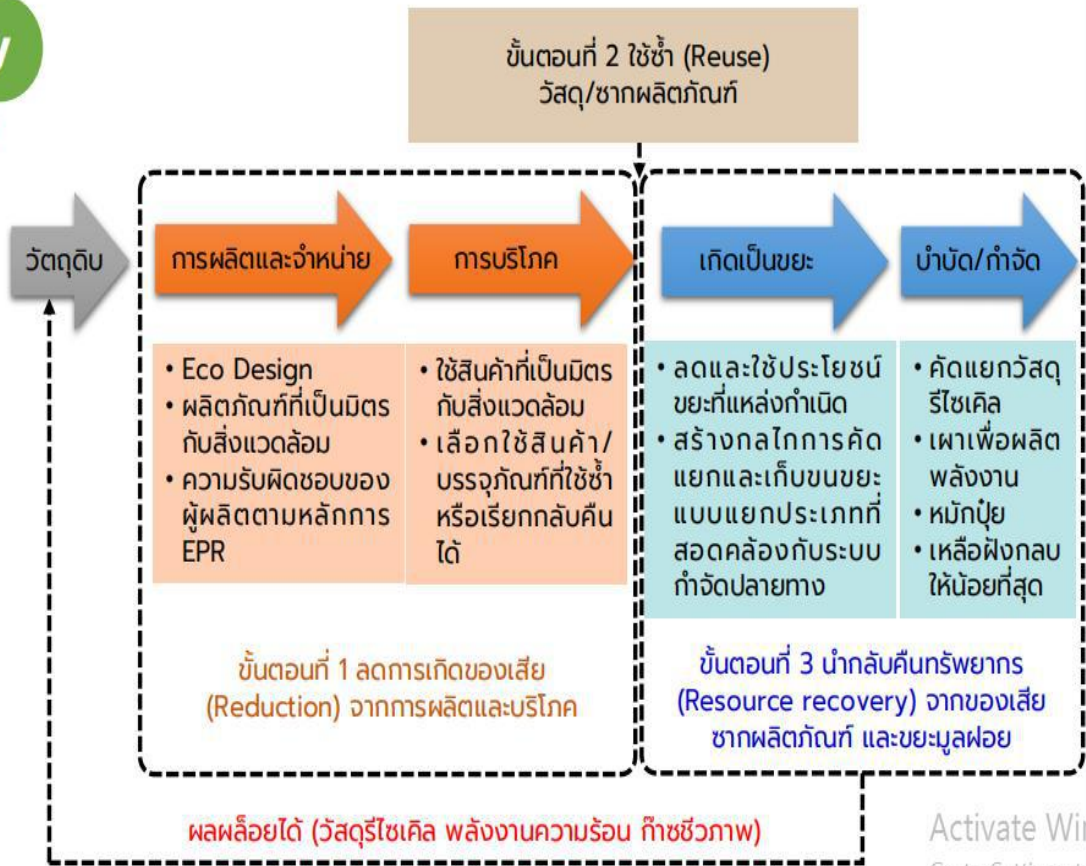 ขั้นตอนที่ 2 ใช้ซ้ำ (Reuse)
วัสดุ/ซากผลิตภัณฑ์
วัตถุดิบ
การผลิตและจำหน่าย
การบริโภค
เกิดเป็นขยะ
บำบัด/กำจัด
• Eco Design
• ผลิตภัณฑ์ที่เป็นมิตร
กับสิ่งแวดล้อม
• ความรับผิดชอบของ
ผู้ผลิตตามหลักการ
EPR
• ใช้สินค้าที่เป็นมิตร
กับสิ่งแวดล้อม
• เลือกใช้สินค้า/
บรรจุภัณฑ์ที่ใช้ซ้ำ
หรือเรียกกลับคืน
ได้
• ลดและใช้ประโยชน์
ขยะที่แหล่งกำเนิด
• สร้างกลไกการคัด
แยกและเก็บขนขยะ
แบบแยกประเภทที่
สอดคล้องกับระบบ
กำจัดปลายทาง
• คัดแยกวัสดุ
รีไซเคิล
• เผาเพื่อผลิต
พลังงาน
• หมักปุ๋ย
• เหลือฝังกลบ
ให้น้อยที่สุด
ขั้นตอนที่ 1 ลดการเกิดของเสีย
(Reduction) จากการผลิตและบริโภค
ขั้นตอนที่ 3 นำกลับคืนทรัพยากร
(Resource recovery) จากของเสีย
ซากผลิตภัณฑ์ และขยะมูลฝอย
ผลผล็อยได้ (วัสดุรีไซเคิล พลังงานความร้อน ก๊าซชีวภาพ)
Activate Wi